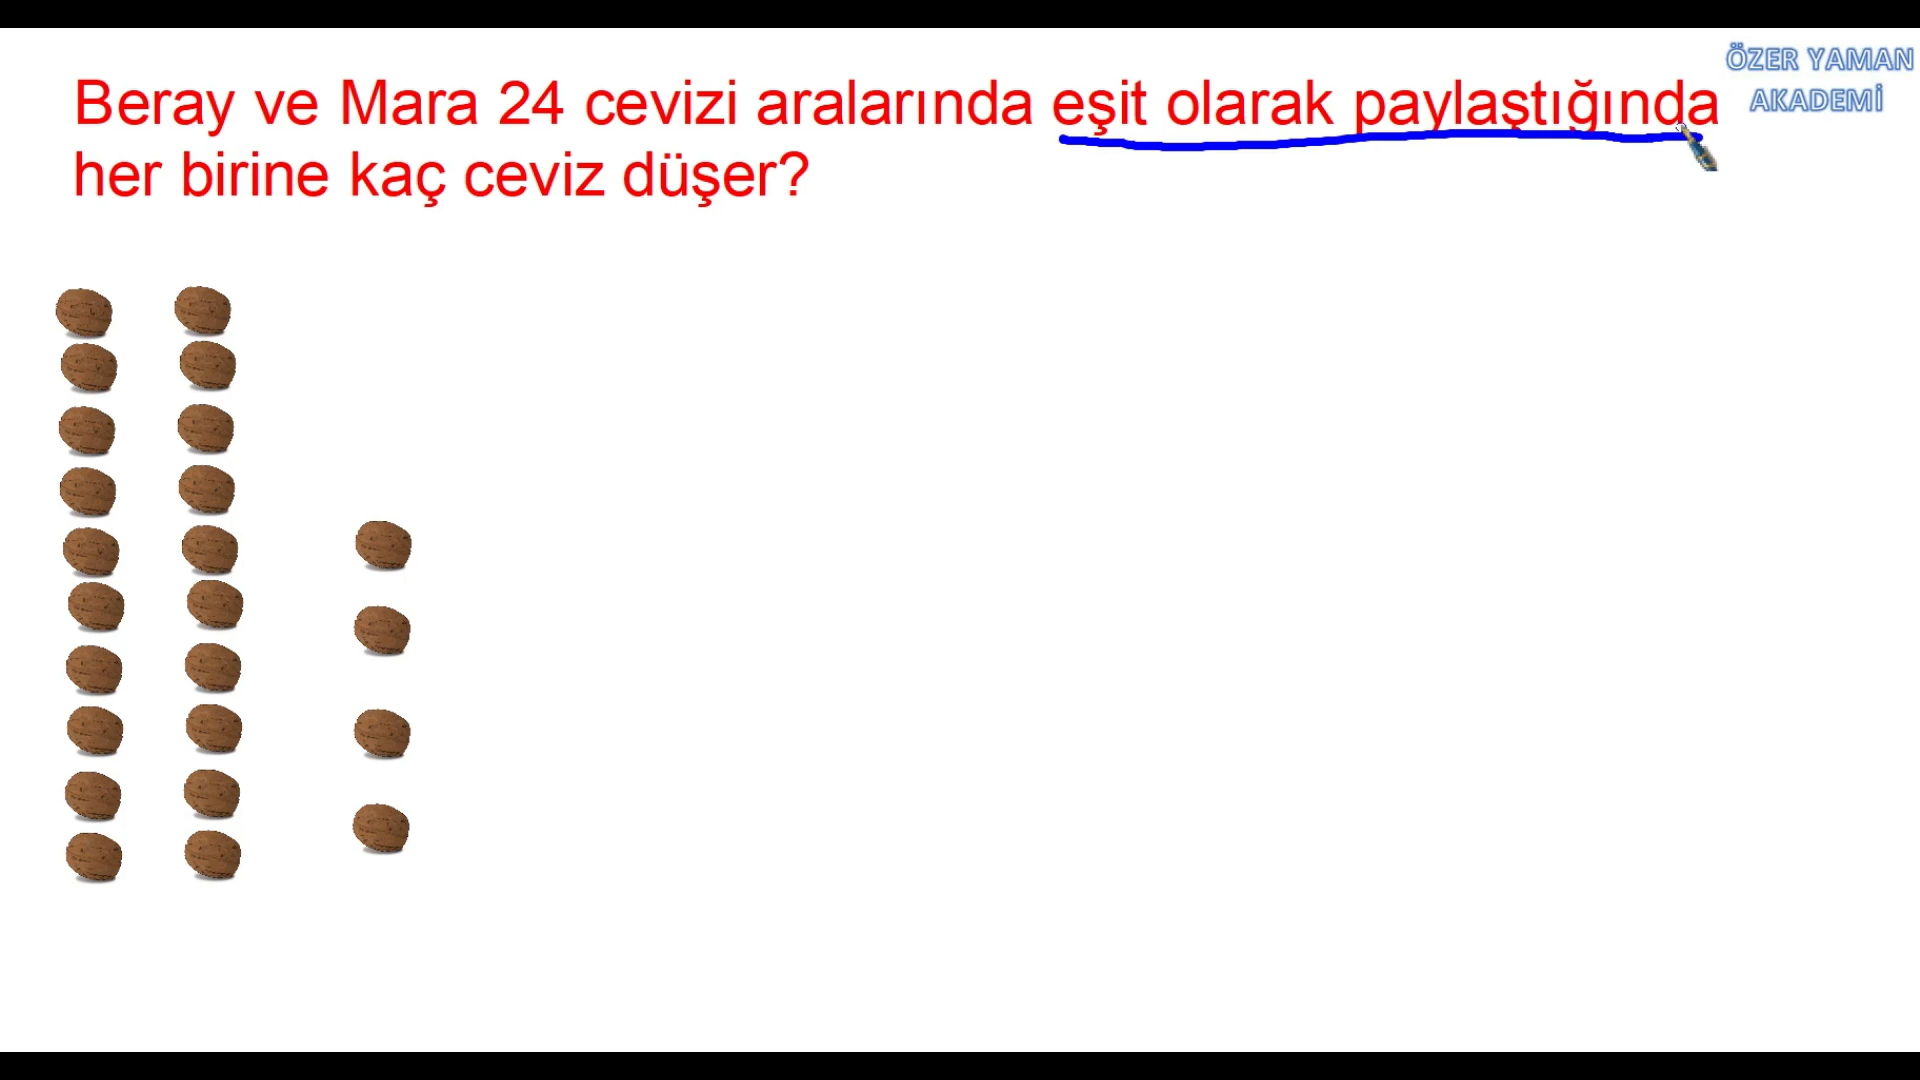 Beray ve Mara 24 cevizi aralarında eşit olarak paylaştığında
her birine kaç ceviz düşer?
ÖZER YAMAN
AKADEMİ